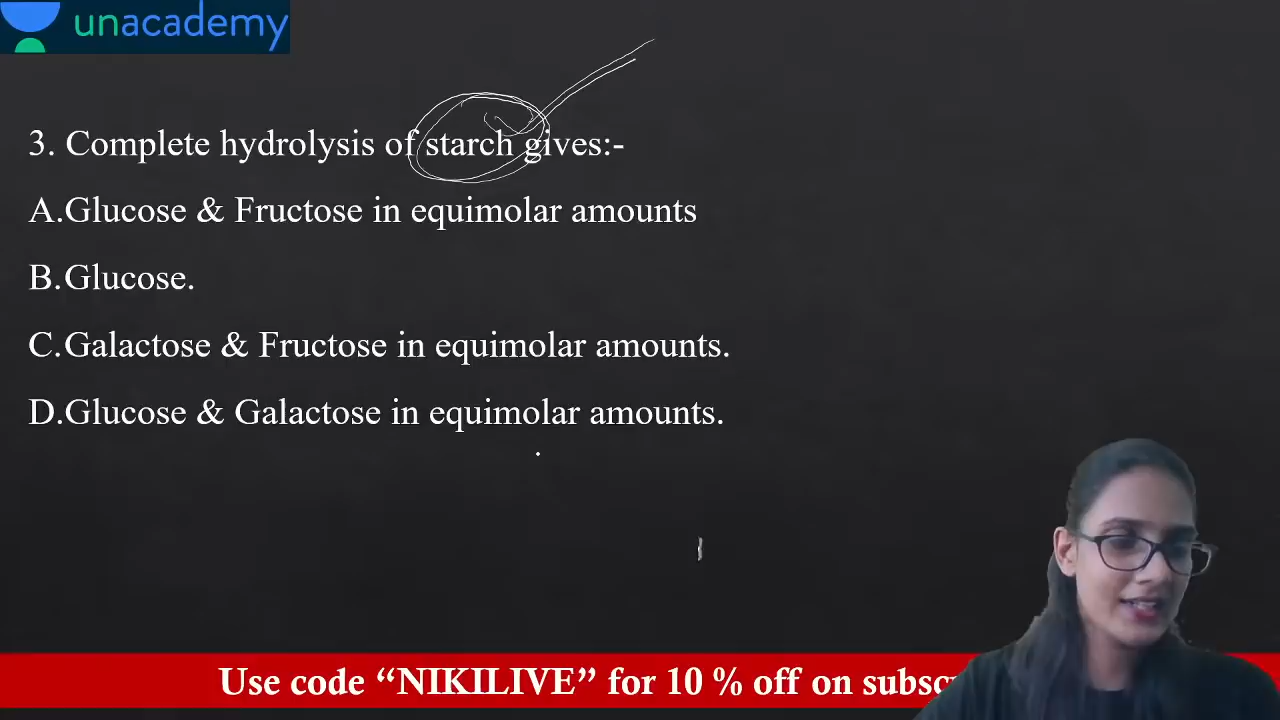 unacademy
3. Complete hydrolysis of starch gives:-
A.Glucose & Fructose in equimolar amounts
B.Glucose.
C.Galactose & Fructose in equimolar amounts.
D.Glucose & Galactose in equimolar amounts.
Use code “NIKILIVE” for 10 % off on